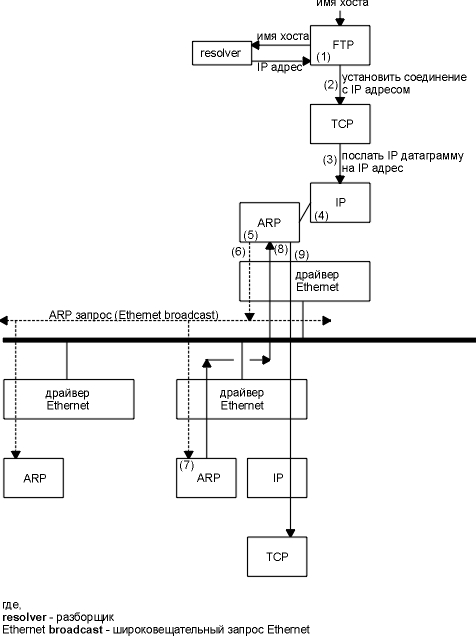 имя хоста
имя хоста
FTP
resolver
(1)
IP адрес
установить соединение
(2)
с IP адресом
TCP
послать IP датаграмму
(3)
на IP адрес
IP
(4)
ARP
(5)
(6)
(8)
(9)
драйвер
Ethernet
ARP запрос (Ethernet broadcast)
драйвер
Ethernet
драйвер
Ethernet
(7)
ARP
ARP
IP
TCP
где,
resolver - разборщик
Ethernet broadcast - широковещательный запрос Ethernet